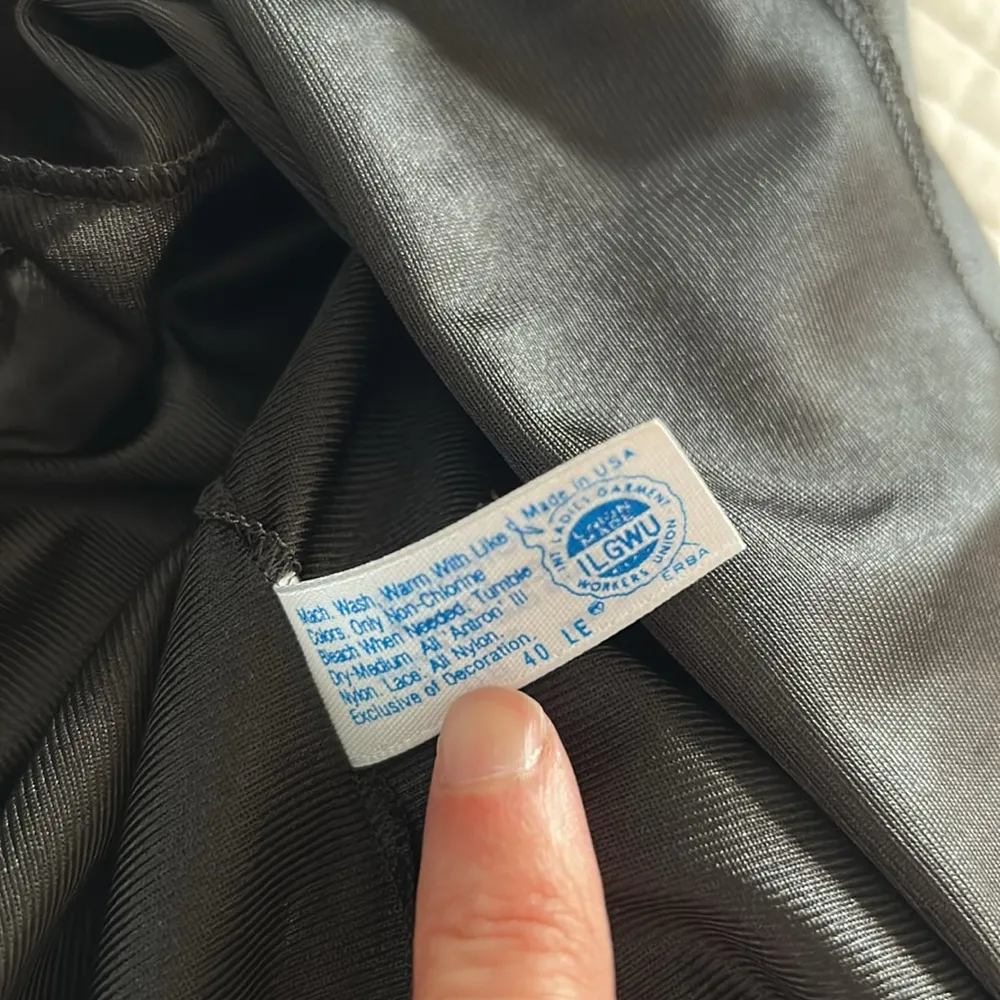 Mach. Wash, Warm With Like
Colors. Only Non-Chlorine
Bleach When Needed. Tumble
Dry-Medium. All "Antron" III
Nylon. Lace: All Nylon.
Exclusive of Decoration.
Made in USA
INT LADIES GARMENT
UNION
MADE
ILGWU
WORKERS UNION
ERBA
40 LE